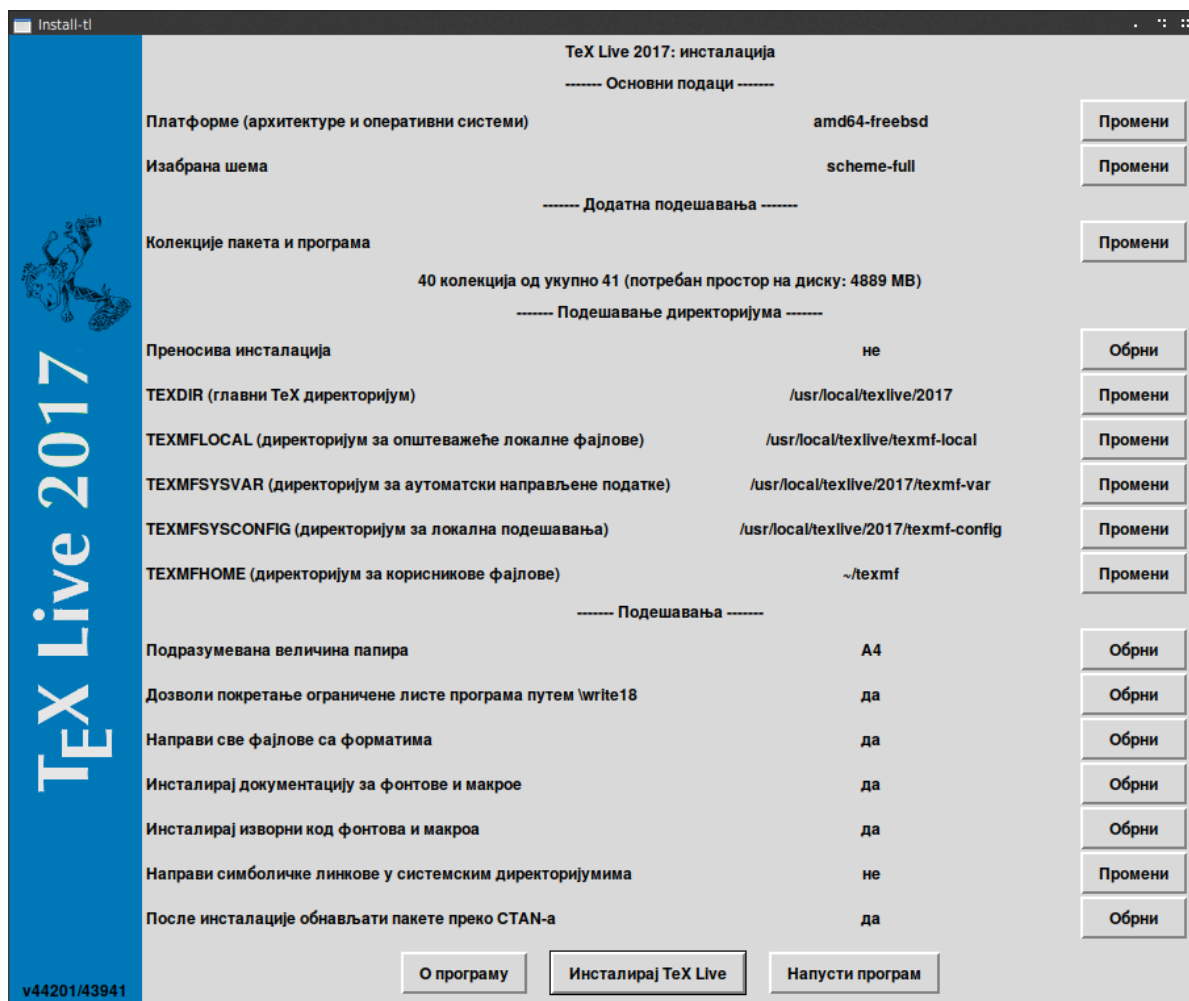 Install-tl
TeX Live 2017: инсталација
------- Основни подаци -------
Платформе (архитектуре и оперативни системи) amd64-freebsd Промени
Изабрана шема scheme-full Промени
------- Додатна подешавања -------
Колекције пакета и програма Промени
40 колекција од укупно 41 (потребан простор на диску: 4889 MB)
------- Подешавање директоријума -------
Преносива инсталација не Обрни
TEXDIR (главни TeX директоријум) /usr/local/texlive/2017 Промени
TEXMFLOCAL (директоријум за општеважеће локалне фајлове) /usr/local/texlive/texmf-local Промени
TEXMFSYSVAR (директоријум за аутоматски направљене податке) /usr/local/texlive/2017/texmf-var Промени
TEXMFSYSCONFIG (директоријум за локална подешавања) /usr/local/texlive/2017/texmf-config Промени
TEXMFHOME (директоријум за корисникове фајлове) ~/texmf Промени
------- Подешавања -------
Подразумевана величина папира A4 Обрни
Дозволи покретање ограничене листе програма путем \write18 да Обрни
Направи све фајлове са форматима да Обрни
Инсталирај документацију за фонтове и макрое да Обрни
Инсталирај изворни код фонтова и макроа да Обрни
Направи симболичке линкове у системским директоријумима не Промени
После инсталације обнављати пакете преко CTAN-а да Обрни
О програму Инсталирај TeX Live Напусти програм
TEX Live 2017
v44201/43941